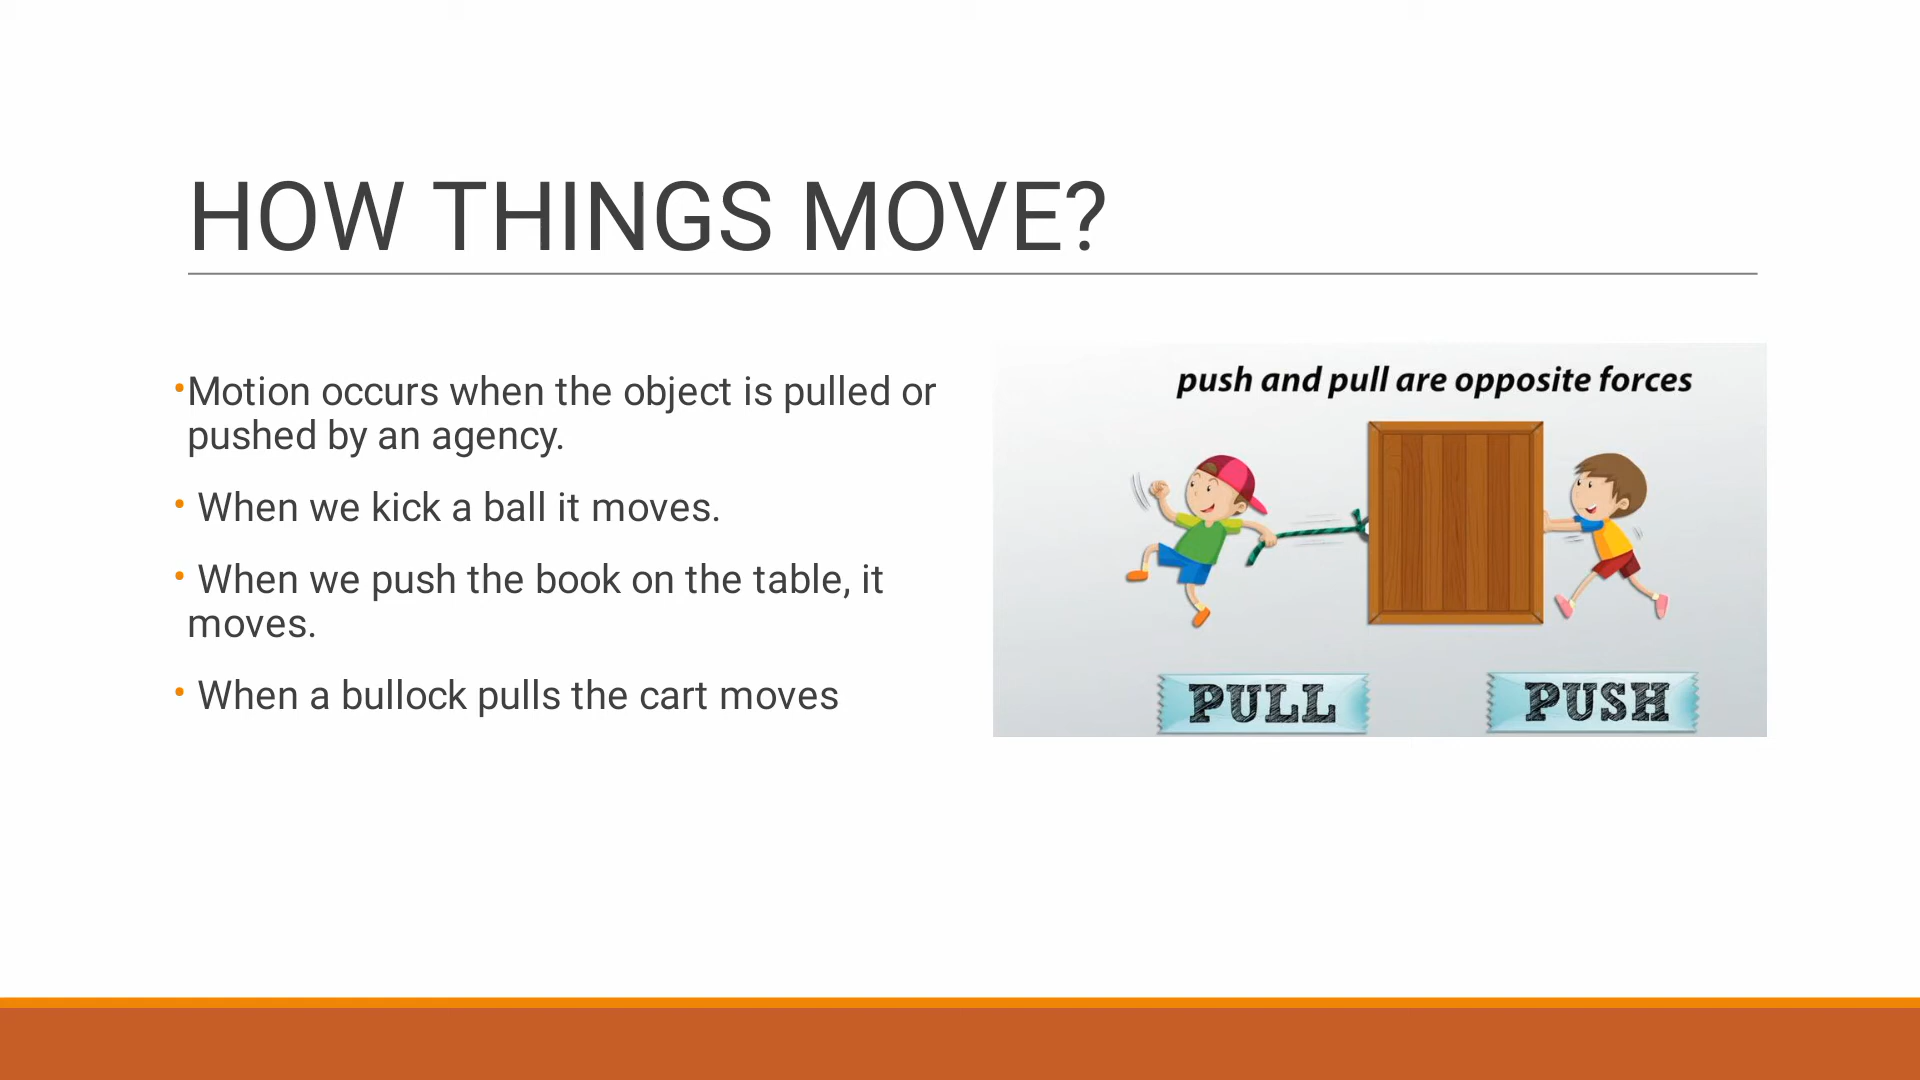 HOW THINGS MOVE?
•Motion occurs when the object is pulled or
pushed by an agency.
• When we kick a ball it moves.
• When we push the book on the table, it
moves.
• When a bullock pulls the cart moves
push and pull are opposite forces
PULL
PUSH